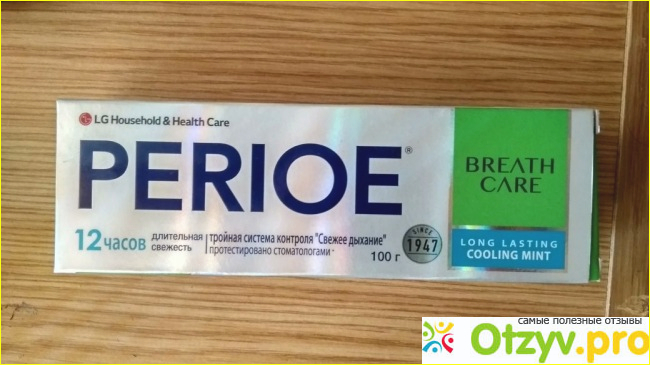 LG Household & Health Care
PERIOE®
BREATH
CARE
12 часов
длительная
свежесть
тройная система контроля "Свежее дыхание"
протестировано стоматологами*
100 г
SINCE
1947
LONG LASTING
COOLING MINT
самые полезные отзывы
Otzyv.pro